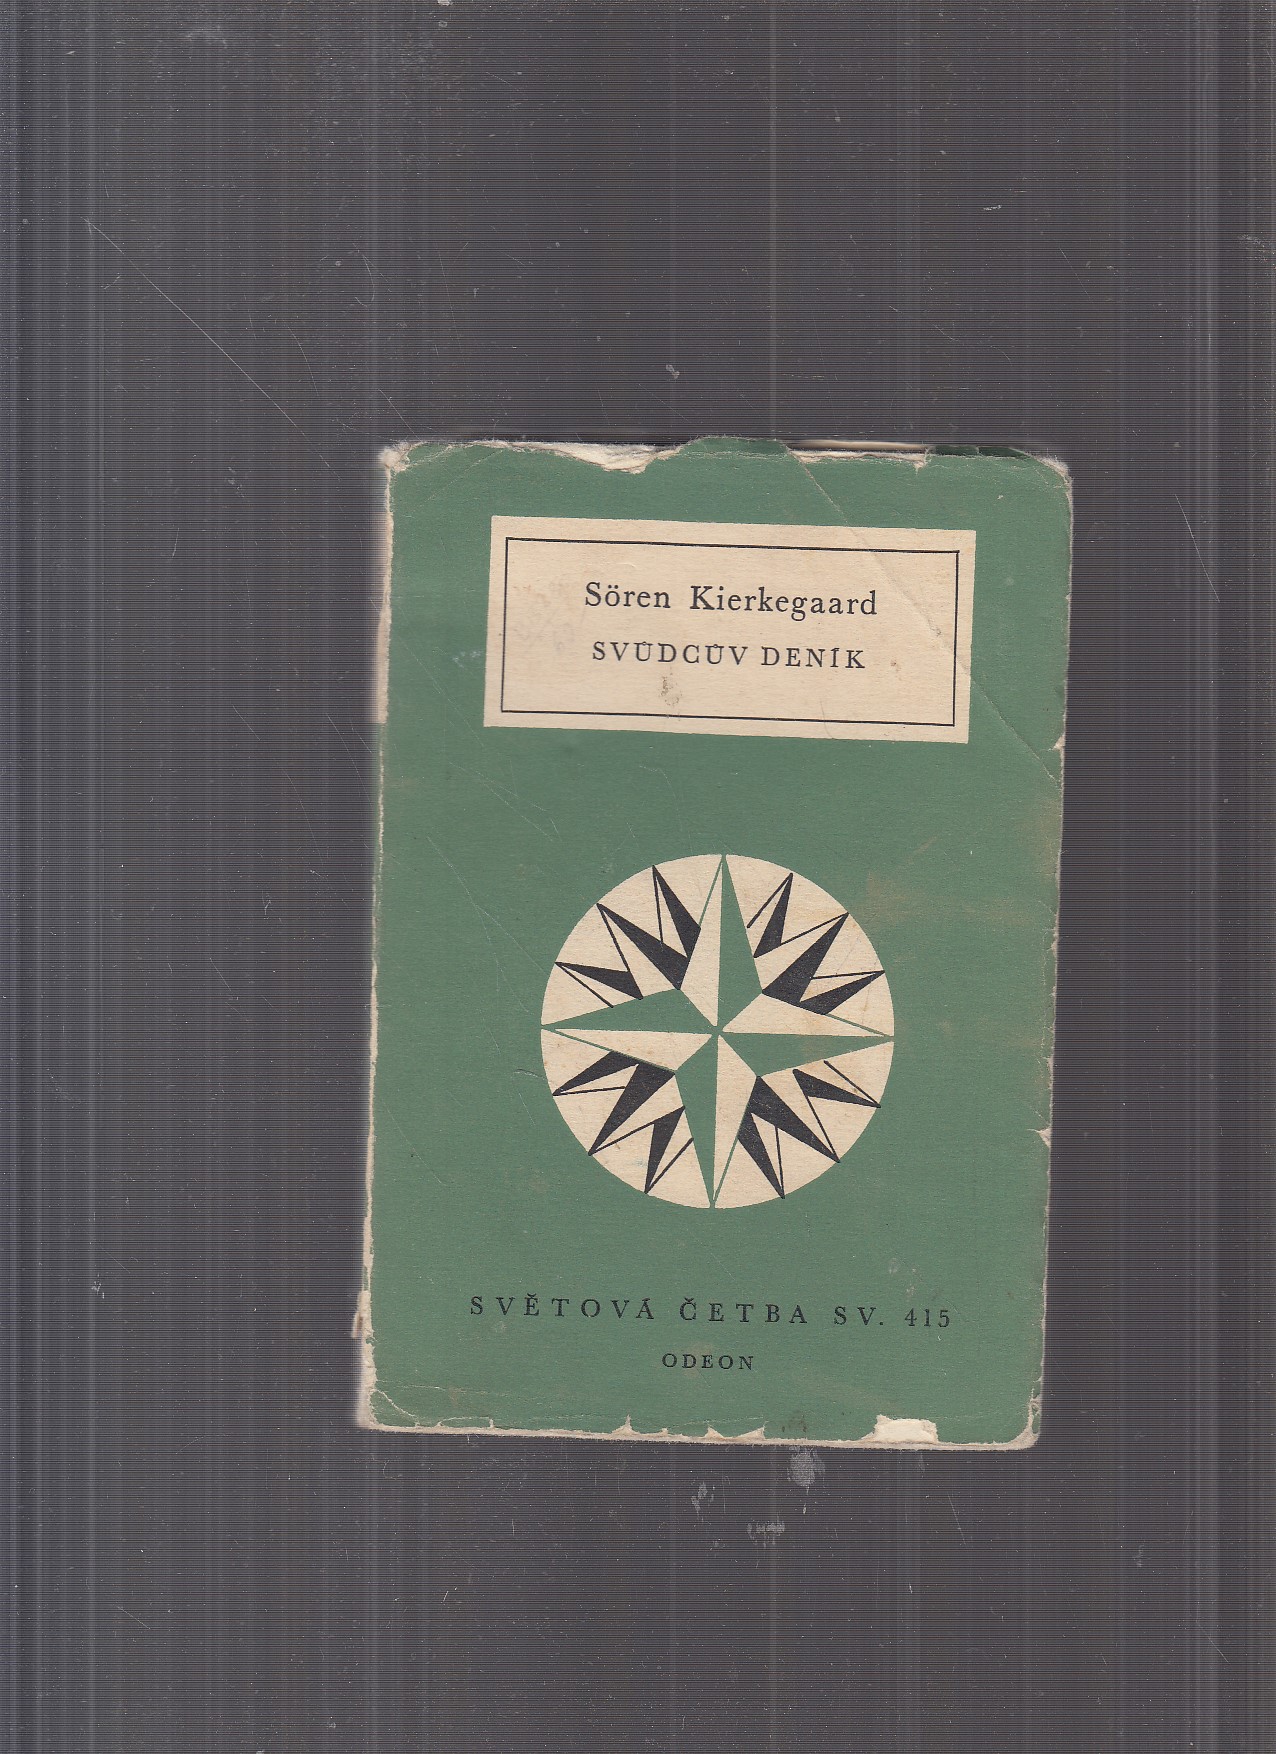 Sören Kierkegaard
SVŮDCŮV DENÍK
SVĚTOVÁ ČETBA SV. 415
ODEON